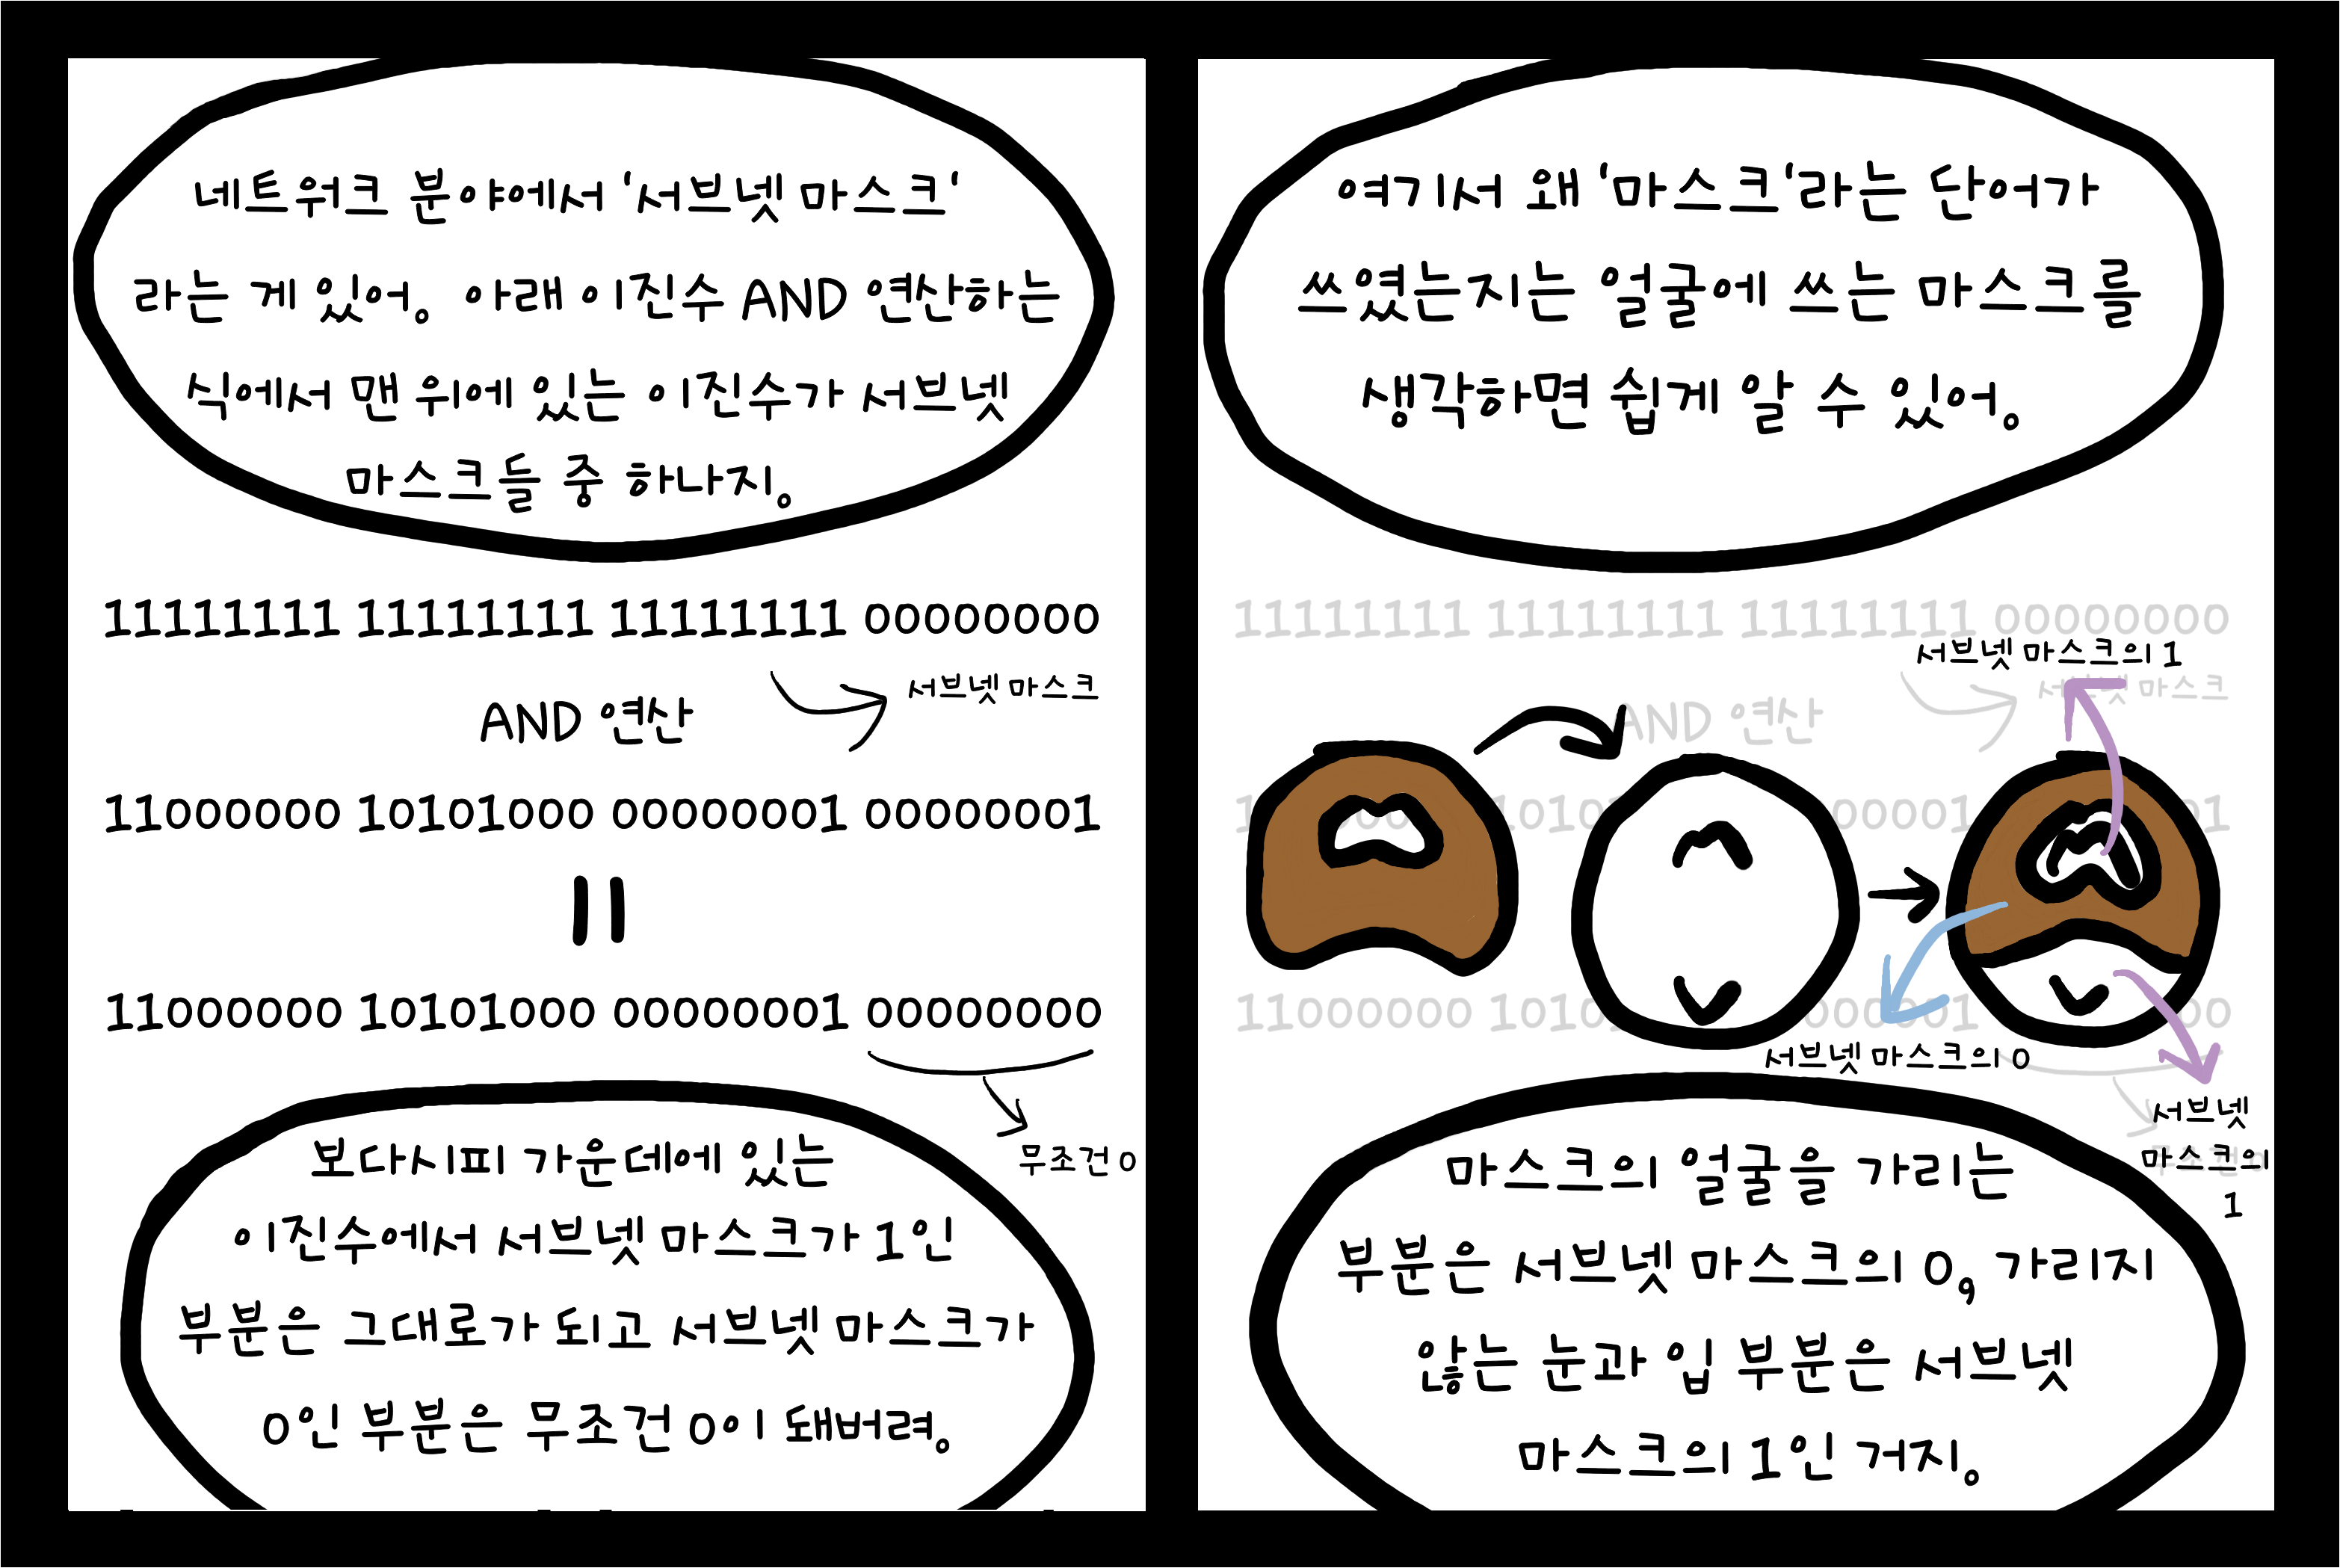 네트워크 분야에서 '서브넷 마스크'
라는 게 있어. 아래 이진수 AND 연산하는
식에서 맨 위에 있는 이진수가 서브넷
마스크들 중 하나지.
11111111 11111111 11111111 00000000
서브넷 마스크
AND 연산
11000000 10101000 00000001 00000001
=
11000000 10101000 00000001 00000000
무조건 0
보다시피 가운데에 있는
이진수에서 서브넷 마스크가 1인
부분은 그대로가 되고 서브넷 마스크가
0인 부분은 무조건 0이 돼버려.
여기서 왜 '마스크'라는 단어가
쓰였는지는 얼굴에 쓰는 마스크를
생각하면 쉽게 알 수 있어.
11111111 11111111 11111111 00000000
서브넷 마스크의 1
서브넷 마스크
AND 연산
11000000 1010
서브넷 마스크의 0
서브넷
마스크의
1
마스크의 얼굴을 가리는
부분은 서브넷 마스크의 0, 가리지
않는 눈과 입 부분은 서브넷
마스크의 1인 거지.